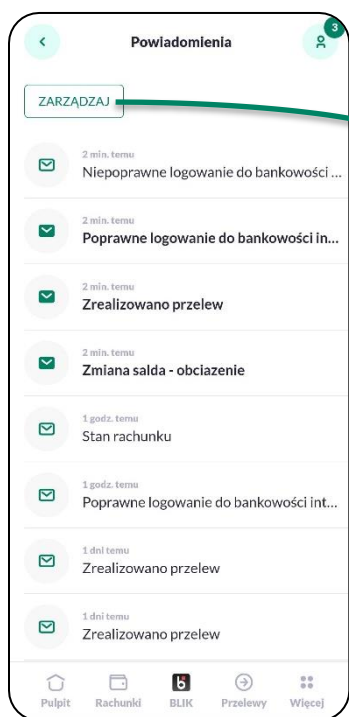 Powiadomienia
3
ZARZĄDZAJ
2 min. temu
Niepoprawne logowanie do bankowości ...
2 min. temu
Poprawne logowanie do bankowości in...
2 min. temu
Zrealizowano przelew
2 min. temu
Zmiana salda - obciazenie
1 godz. temu
Stan rachunku
1 godz. temu
Poprawne logowanie do bankowości int...
1 dni temu
Zrealizowano przelew
1 dni temu
Zrealizowano przelew
Pulpit Rachunki BLIK Przelewy Więcej